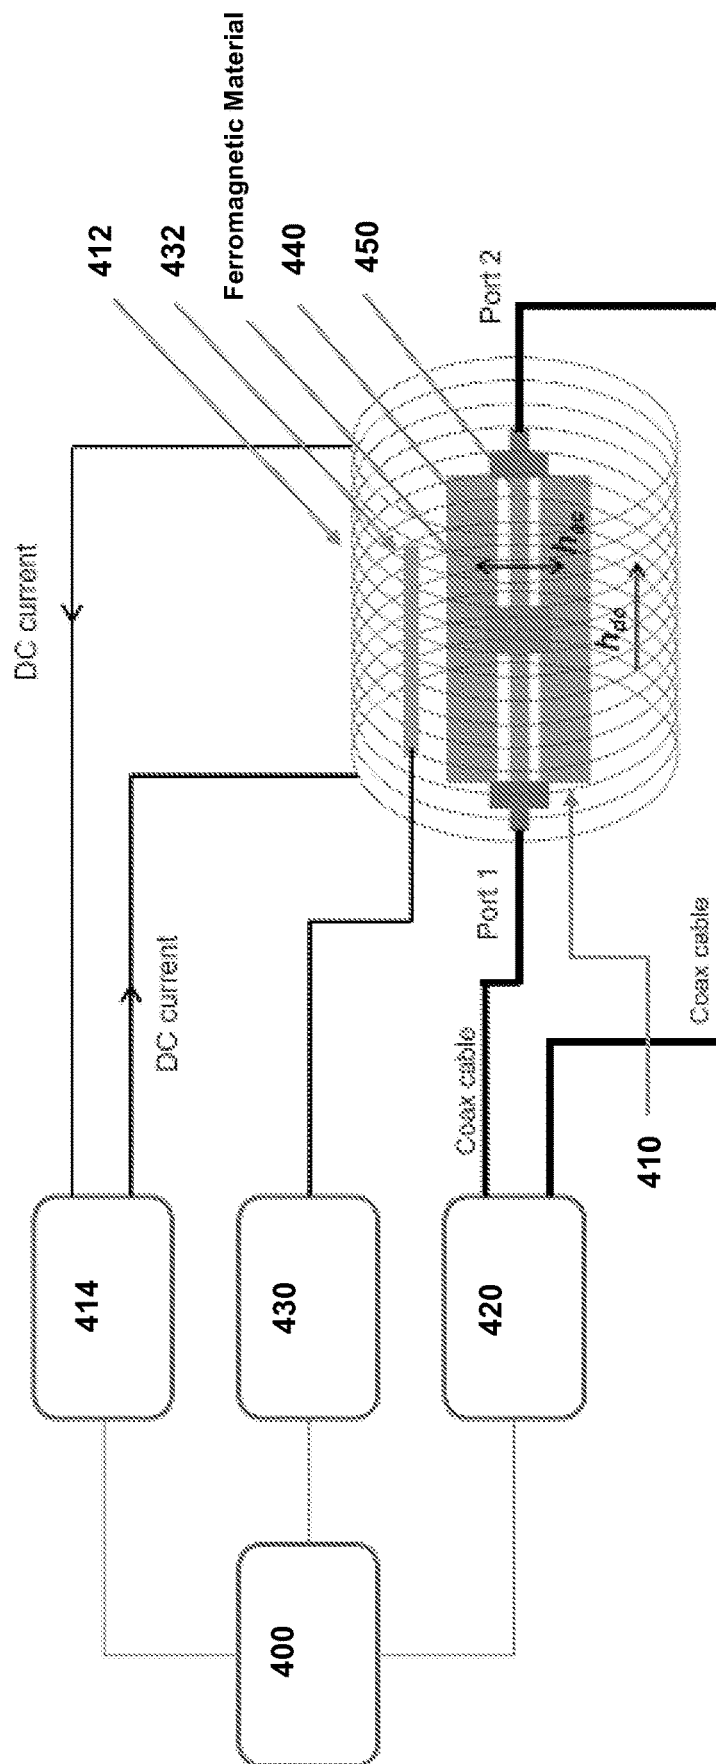 412
432
Ferromagnetic Material
440
450
DC current
DC current
Port 2
Port 1
h_ac
h_dc
Coax cable
Coax cable
410
414
430
420
400